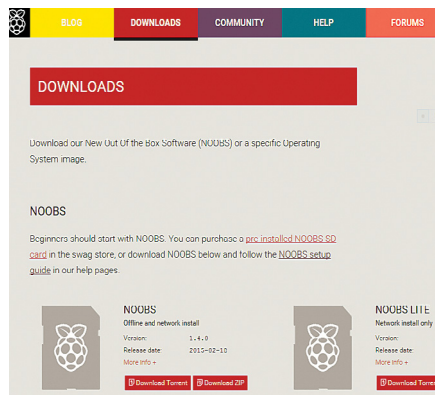 BLOG DOWNLOADS COMMUNITY HELP FORUMS
DOWNLOADS
Download our New Out Of the Box Software (NOOBS) or a specific Operating
System image.
NOOBS
Beginners should start with NOOBS. You can purchase a pre installed NOOBS SD
card in the swag store, or download NOOBS below and follow the NOOBS setup
guide in our help pages.
NOOBS
Offline and network install
Version: 1.4.0
Release date: 2015-02-18
More info +
Download Torrent Download ZIP
NOOBS LITE
Network install only
Version:
Release date:
More info +
Download Torrent